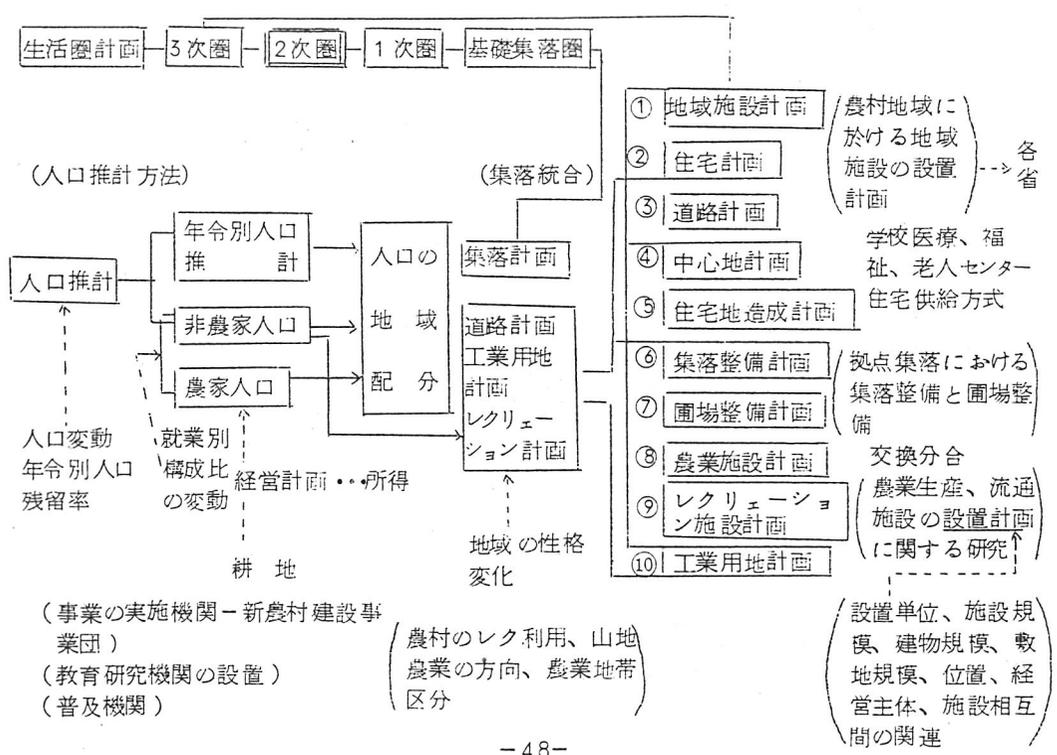 生活圏計画 3次圏 2次圏 1次圏 基礎集落圏
(人口推計方法)
(集落統合)
人口推計
年令別人口
推計
非農家人口
農家人口
人口の
地域
配分
集落計画
道路計画
工業用地
計画
レクリェー
ション計画
人口変動
年令別人口
残留率
就業別
構成比
の変動
経営計画・・・所得
耕地
地域の性格
変化
① 地域施設計画
② 住宅計画
③ 道路計画
④ 中心地計画
⑤ 住宅地造成計画
⑥ 集落整備計画
⑦ 圃場整備計画
⑧ 農業施設計画
⑨ レクリェーショ
ン施設計画
⑩ 工業用地計画
(農村地域に
於ける地域
施設の設置
計画)
各
省
学校医療、福
祉、老人センター
住宅供給方式
(拠点集落における
集落整備と圃場整
備)
交換分合
(農業生産、流通
施設の設置計画
に関する研究)
(設置単位、施設規
模、建物規模、敷
地規模、位置、経
営主体、施設相互
間の関連)
(事業の実施機関−新農村建設事
業団)
(教育研究機関の設置)
(普及機関)
(農村のレク利用、山地
農業の方向、農業地帯
区分)
−48−